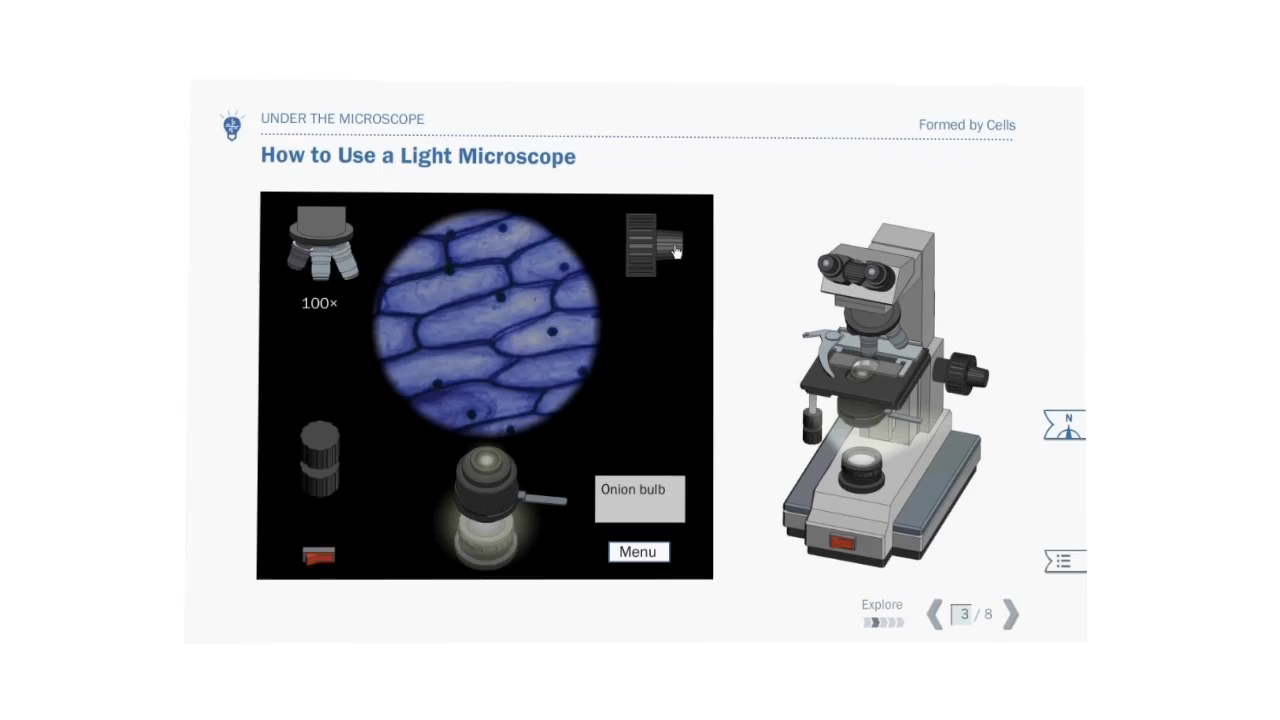 UNDER THE MICROSCOPE
Formed by Cells
How to Use a Light Microscope
100×
Onion bulb
Menu
N
Explore
3 / 8